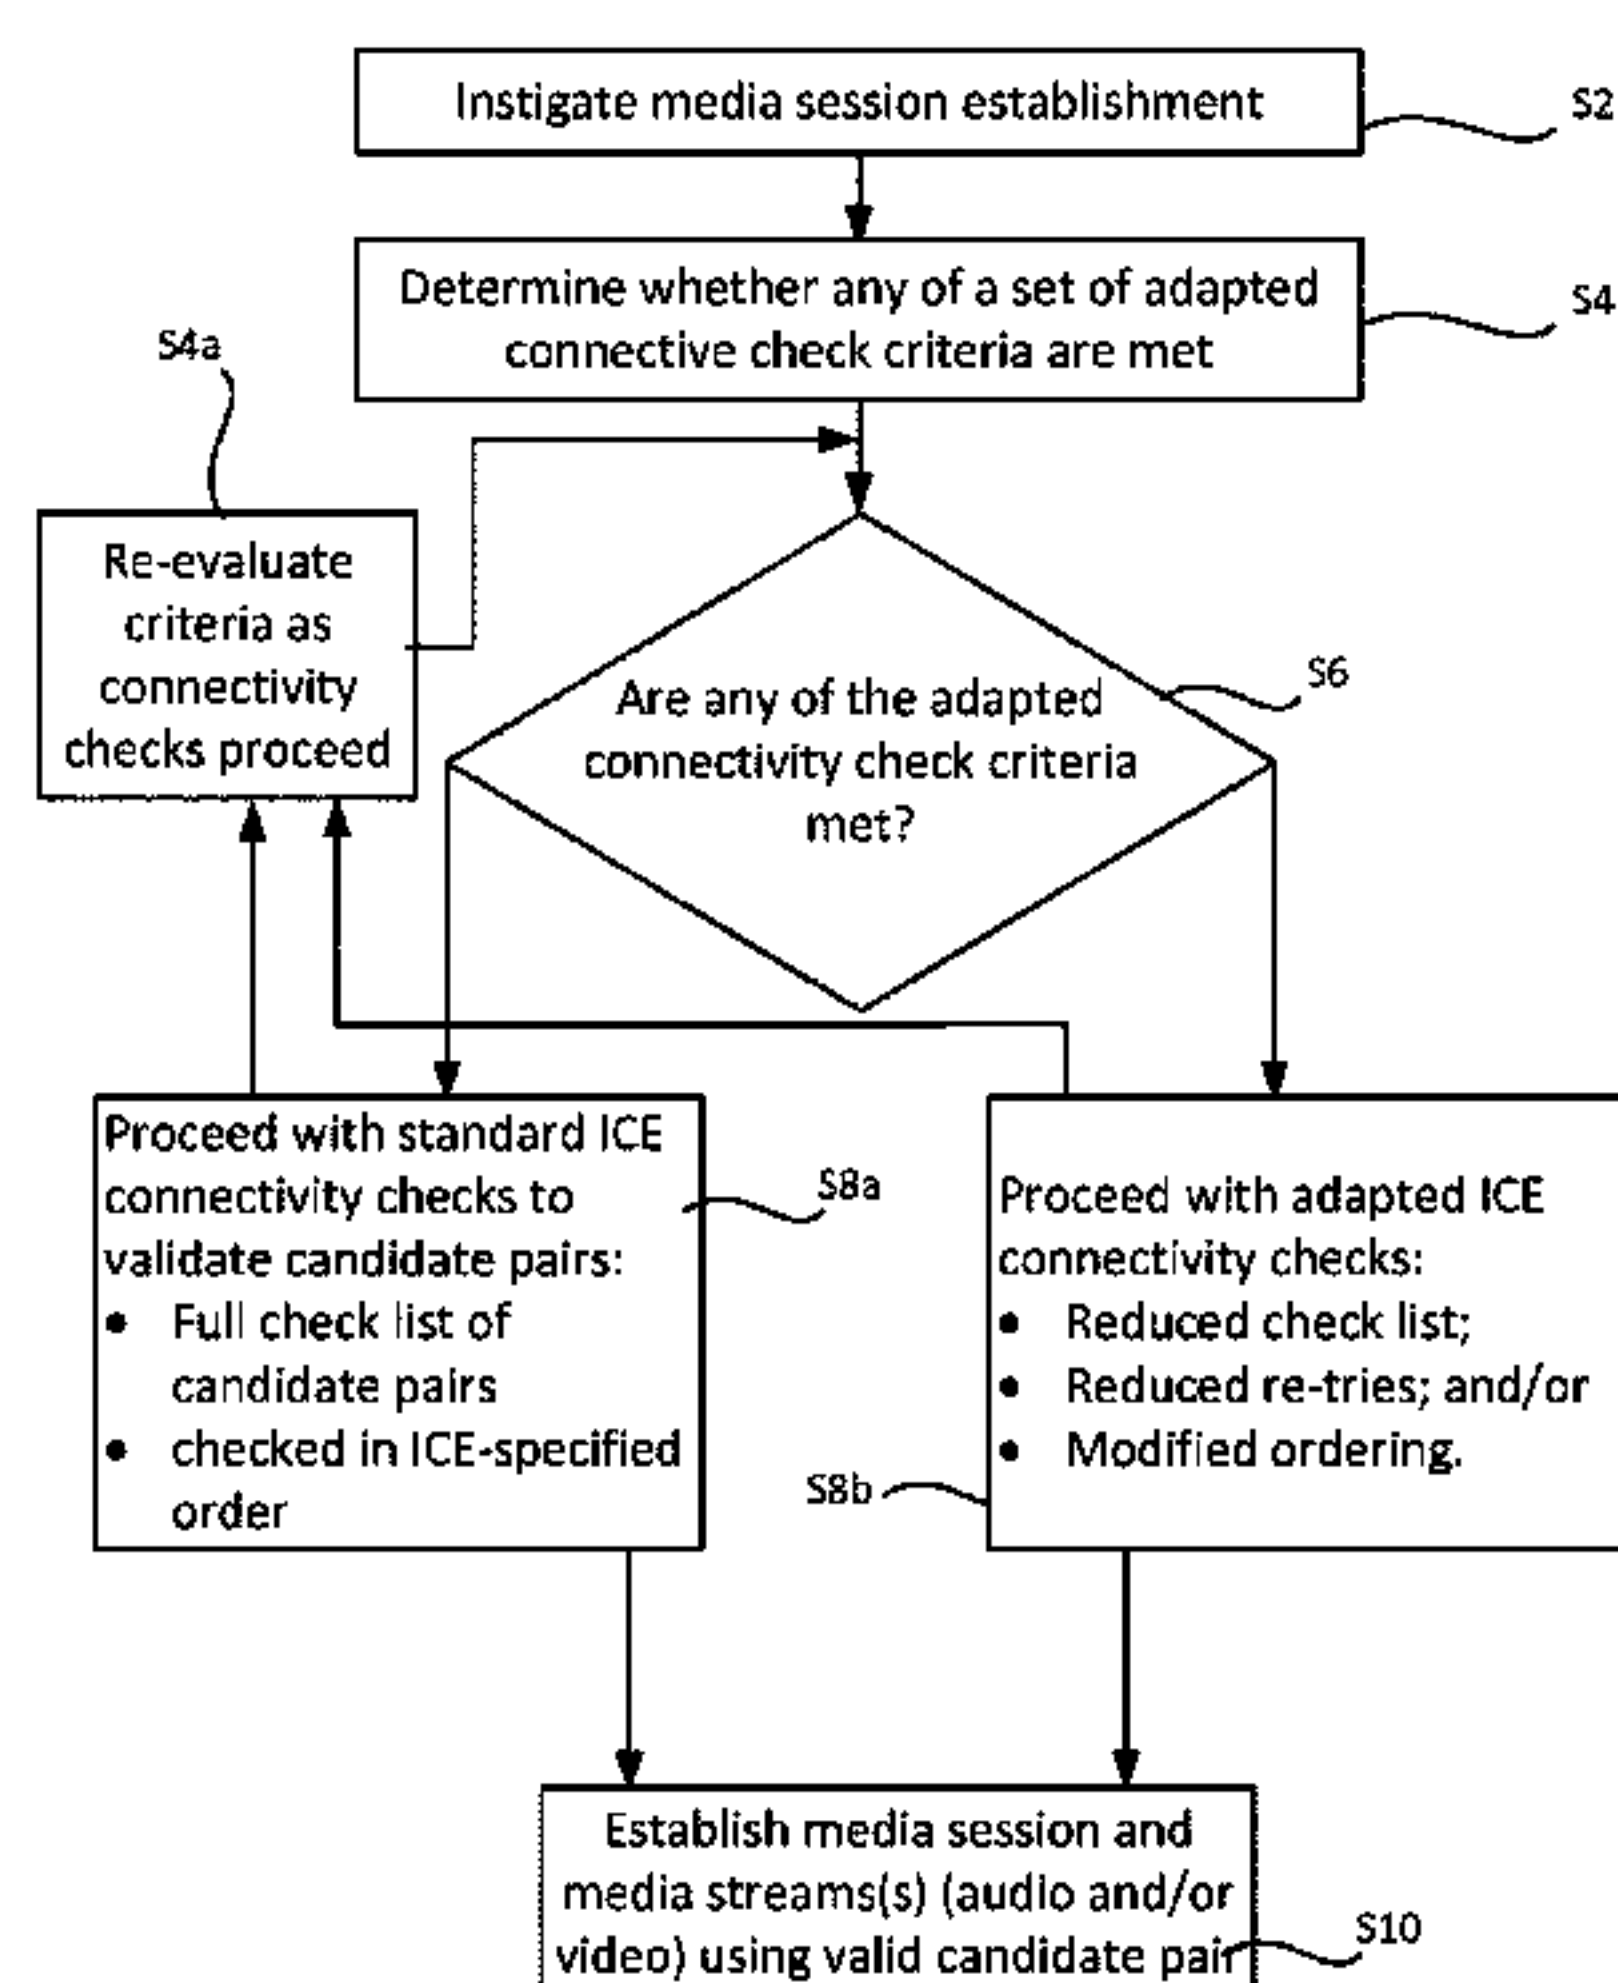 Instigate media session establishment
S2
Determine whether any of a set of adapted
connective check criteria are met
S4
S4a
Re-evaluate
criteria as
connectivity
checks proceed
Are any of the adapted
connectivity check criteria
met?
S6
Proceed with standard ICE
connectivity checks to
validate candidate pairs:
• Full check list of
candidate pairs
• checked in ICE-specified
order
S8a
Proceed with adapted ICE
connectivity checks:
• Reduced check list;
• Reduced re-tries; and/or
• Modified ordering.
S8b
Establish media session and
media streams(s) (audio and/or
video) using valid candidate pair
S10